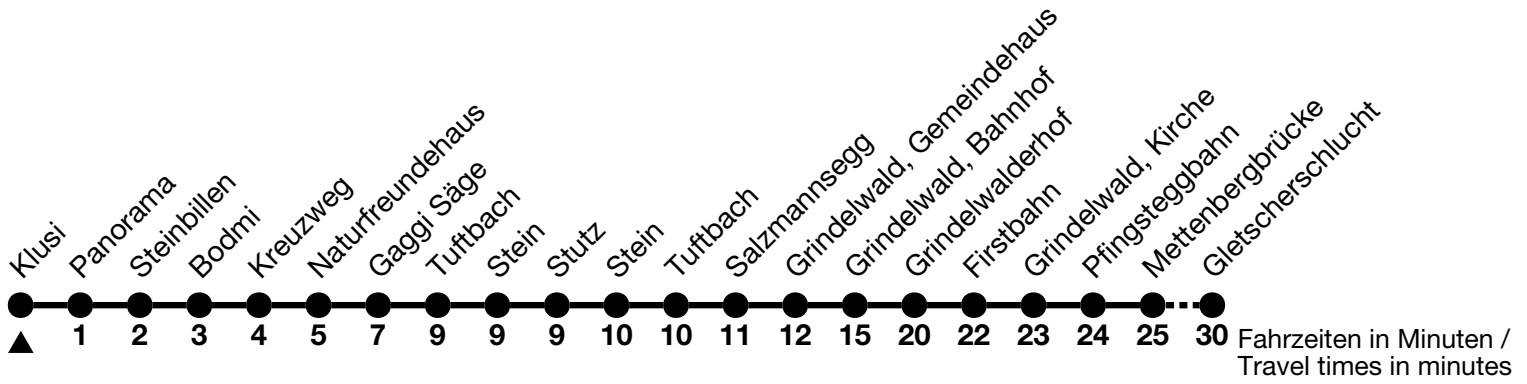 Klusi
Panorama
Steinbillen
Bodmi
Kreuzweg
Naturfreundehaus
Gaggi Säge
Tuftbach
Stein
Stutz
Stein
Tuftbach
Salzmannsegg
Grindelwald, Gemeindehaus
Grindelwald, Bahnhof
Grindelwalderhof
Firstbahn
Grindelwald, Kirche
Pfingsteggbahn
Mettenbergbrücke
Gletscherschlucht
1 2 3 4 5 7 9 9 9 10 10 11 12 15 20 22 23 24 25 30
Fahrzeiten in Minuten /
Travel times in minutes